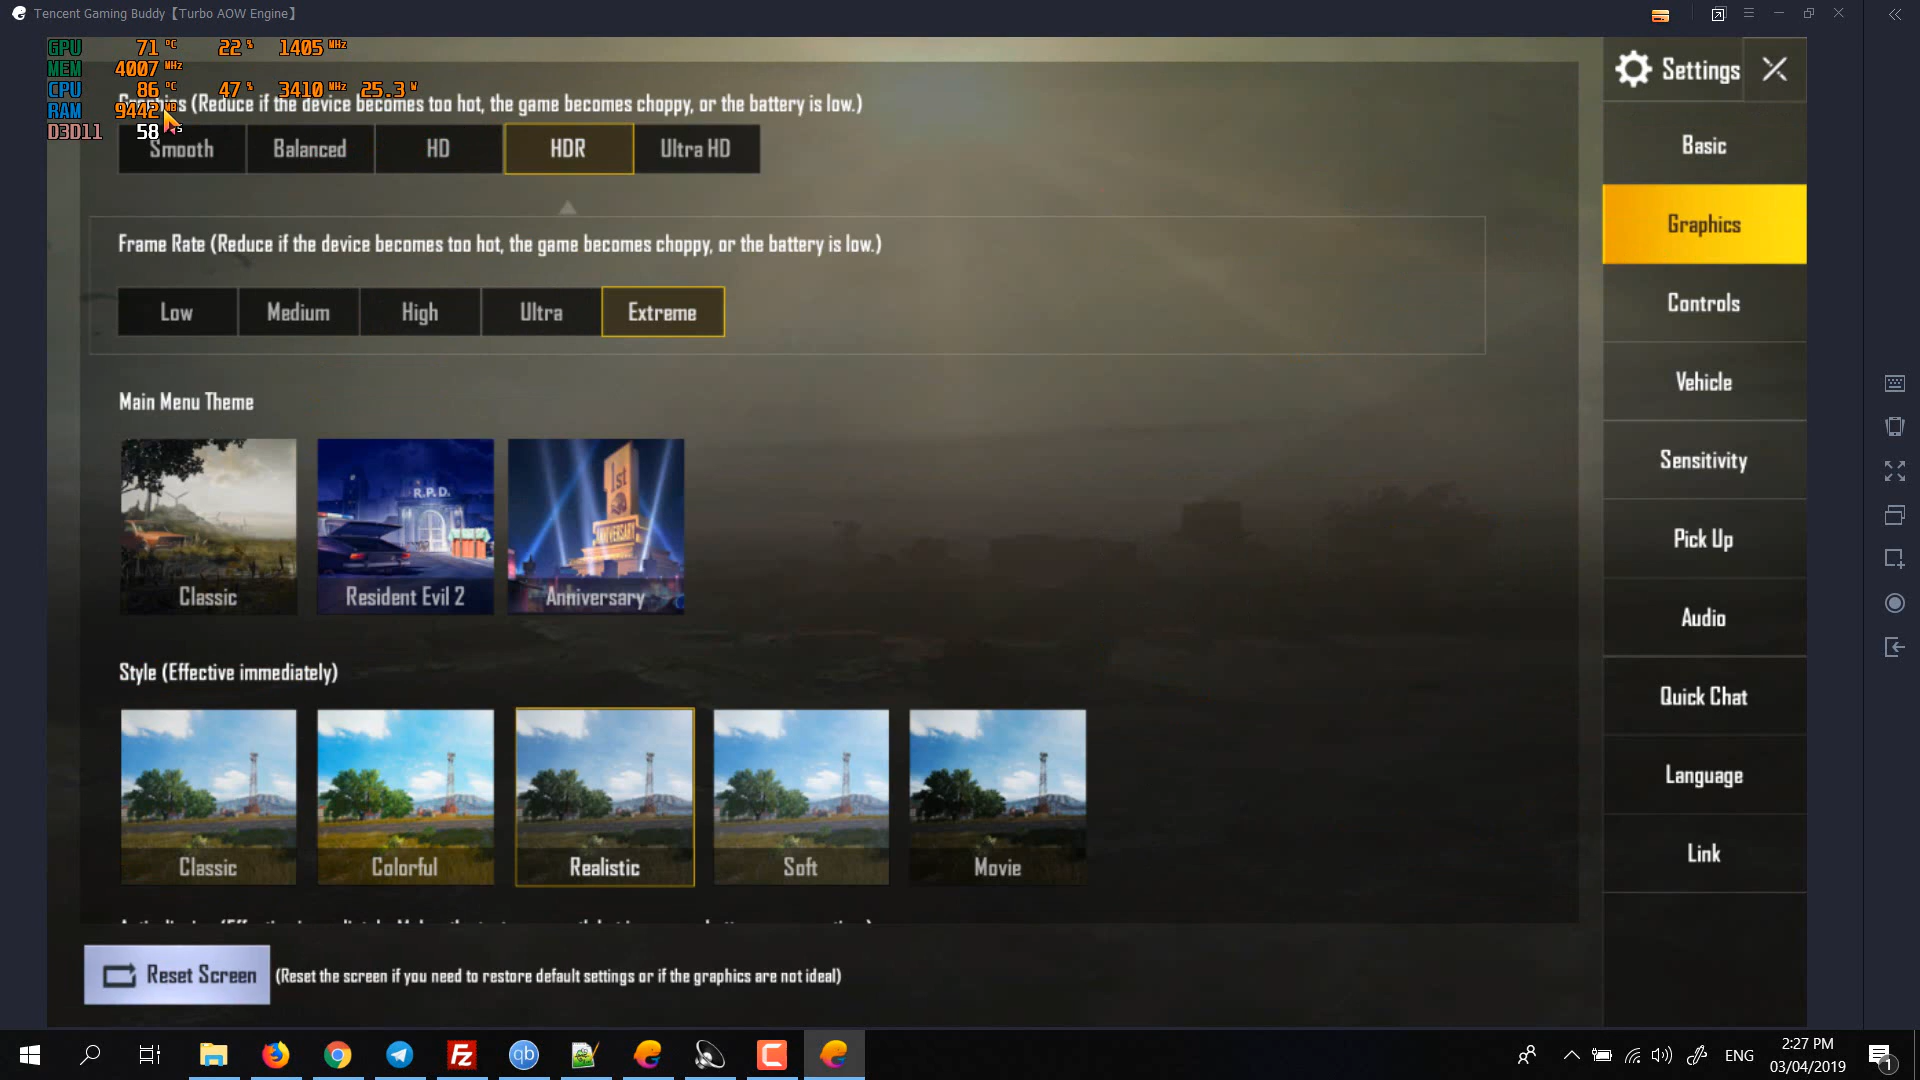 Tencent Gaming Buddy【Turbo AOW Engine】
GPU 71 °C 22 % 1405 MHz
MEM 4007 MHz
CPU 86 °C 47 % 3410 MHz 25.3 W
RAM 9442 MB
D3D11 58
(Reduce if the device becomes too hot, the game becomes choppy, or the battery is low.)
Smooth Balanced HD HDR Ultra HD
Frame Rate (Reduce if the device becomes too hot, the game becomes choppy, or the battery is low.)
Low Medium High Ultra Extreme
Main Menu Theme
R.P.D.
1st
ANNIVERSARY
Classic Resident Evil 2 Anniversary
Style (Effective immediately)
Classic Colorful Realistic Soft Movie
Reset Screen (Reset the screen if you need to restore default settings or if the graphics are not ideal)
Settings
Basic
Graphics
Controls
Vehicle
Sensitivity
Pick Up
Audio
Quick Chat
Language
Link
Fz
qb
C
ENG
2:27 PM
03/04/2019
1